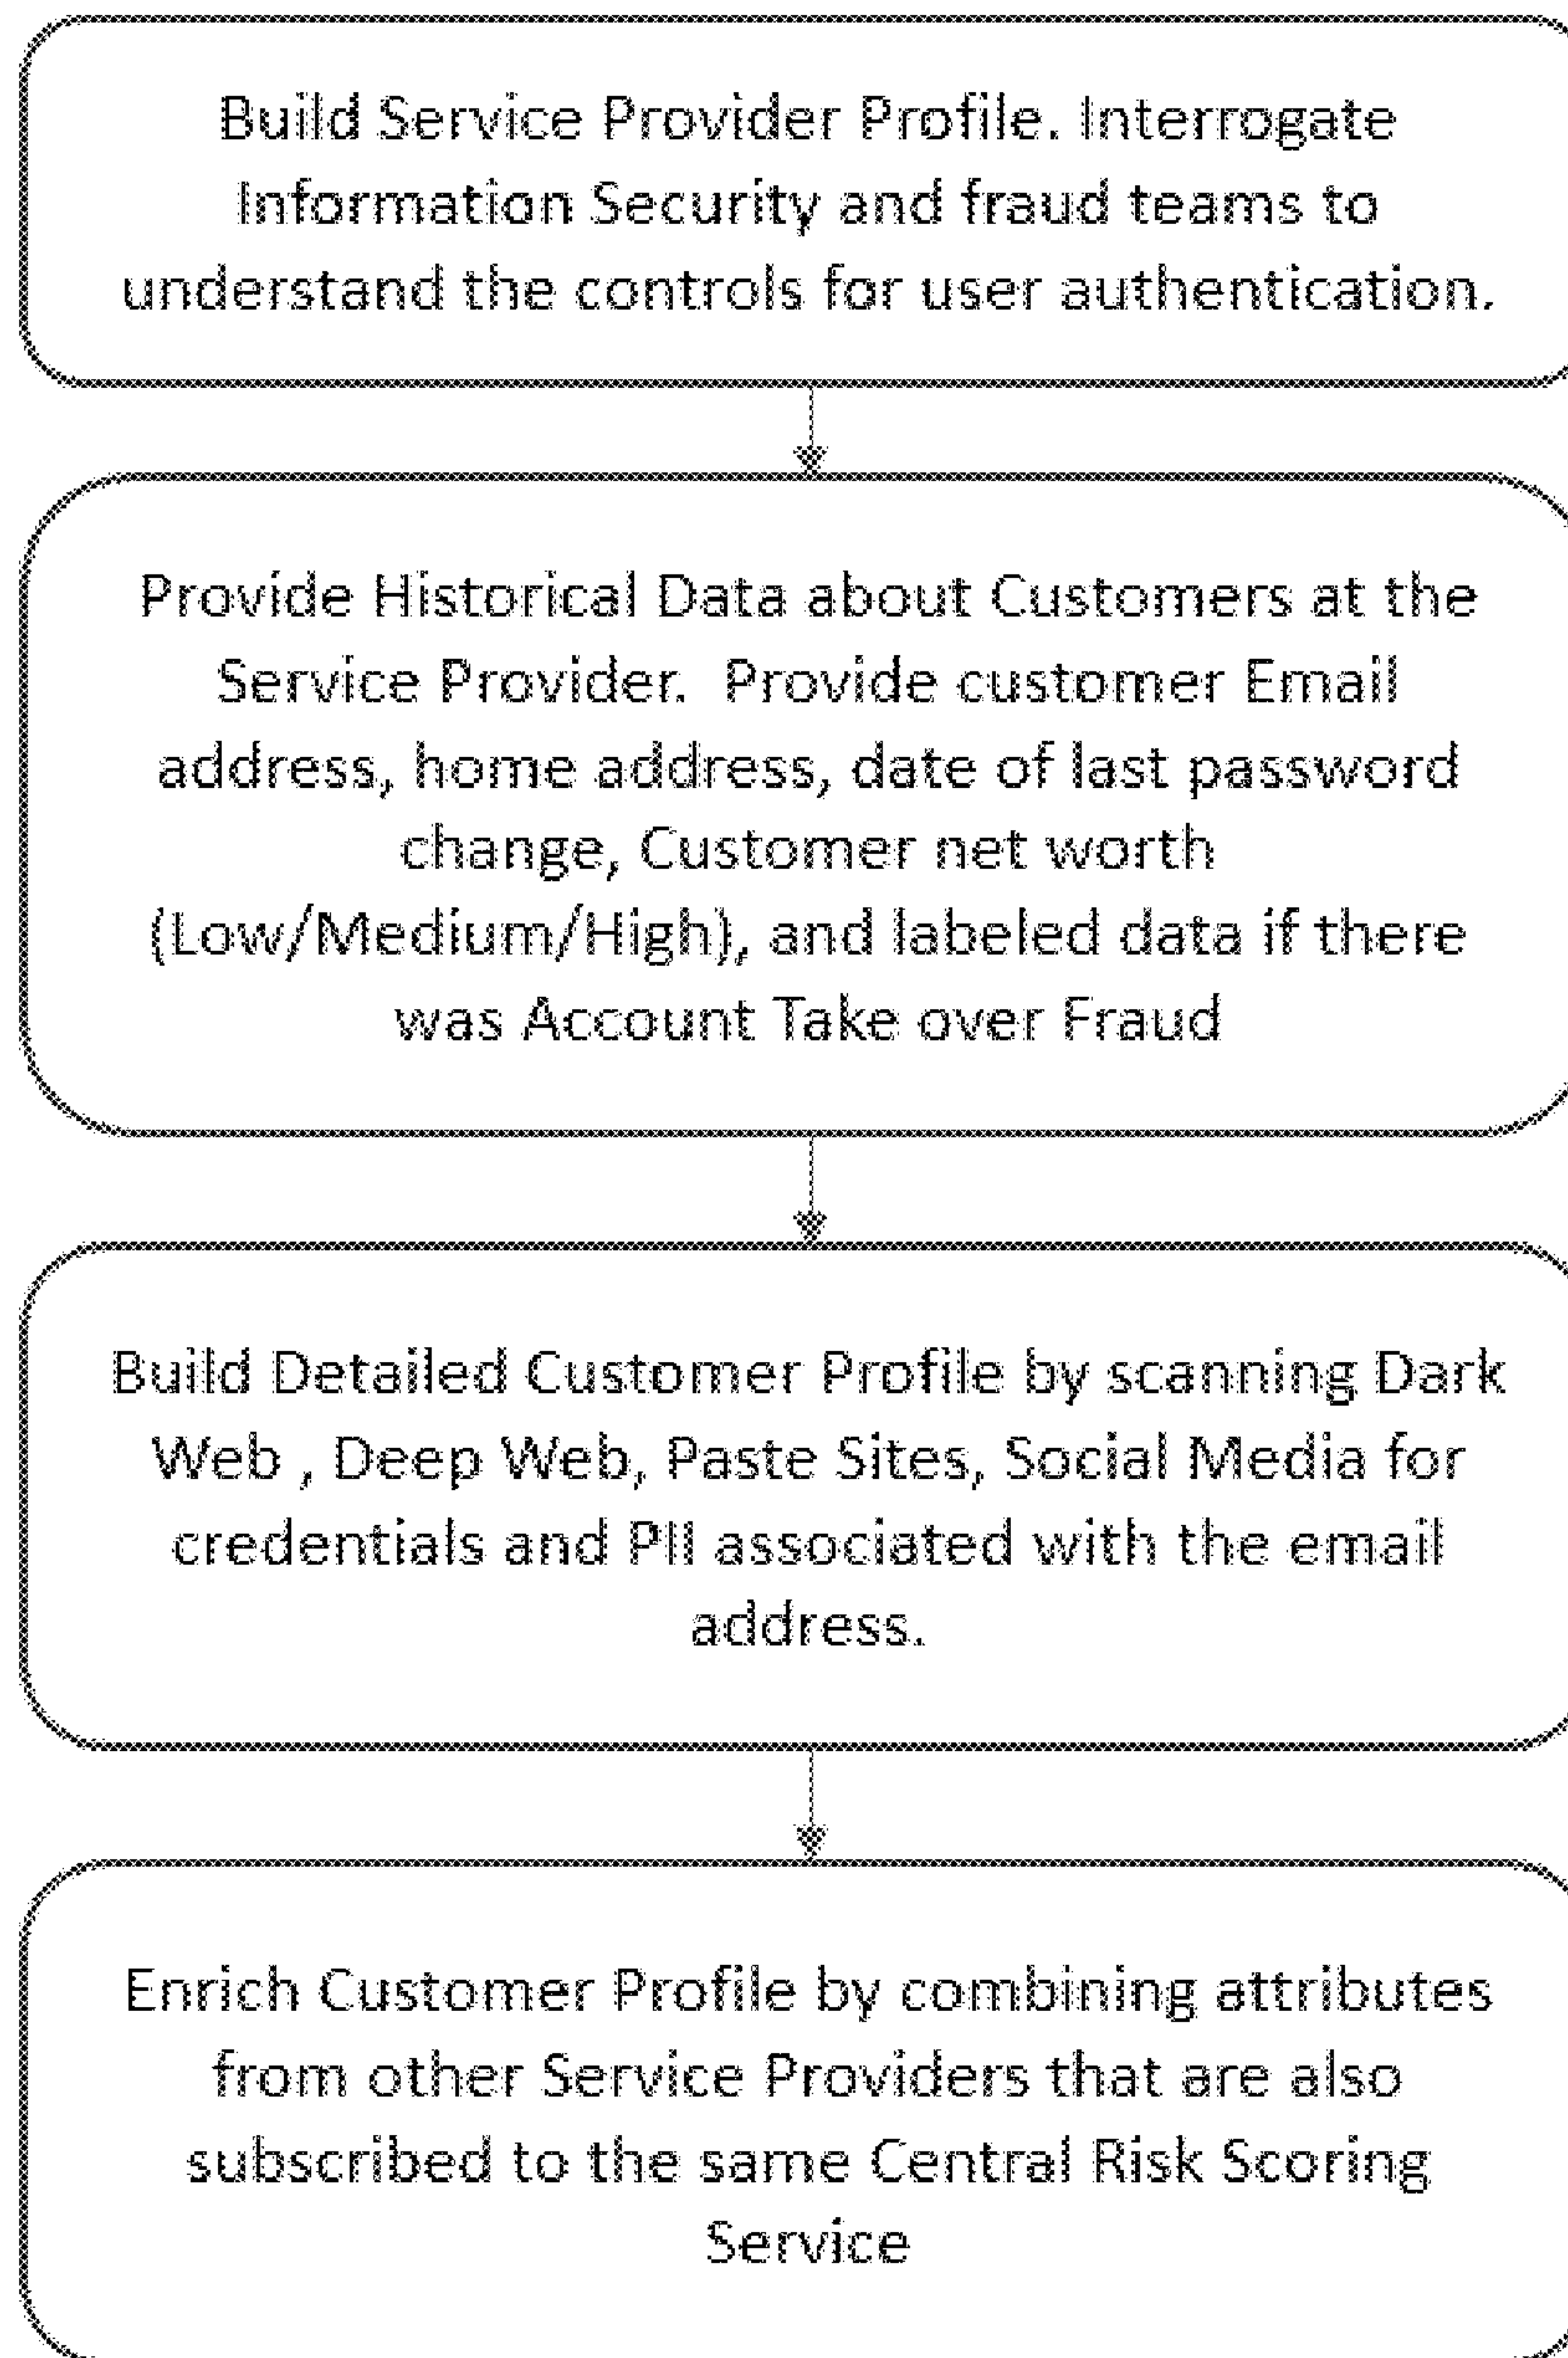 Build Service Provider Profile. Interrogate
Information Security and fraud teams to
understand the controls for user authentication.
Provide Historical Data about Customers at the
Service Provider.  Provide customer Email
address, home address, date of last password
change, Customer net worth
(Low/Medium/High), and labeled data if there
was Account Take over Fraud
Build Detailed Customer Profile by scanning Dark
Web , Deep Web, Paste Sites, Social Media for
credentials and PII associated with the email
address.
Enrich Customer Profile by combining attributes
from other Service Providers that are also
subscribed to the same Central Risk Scoring
Service